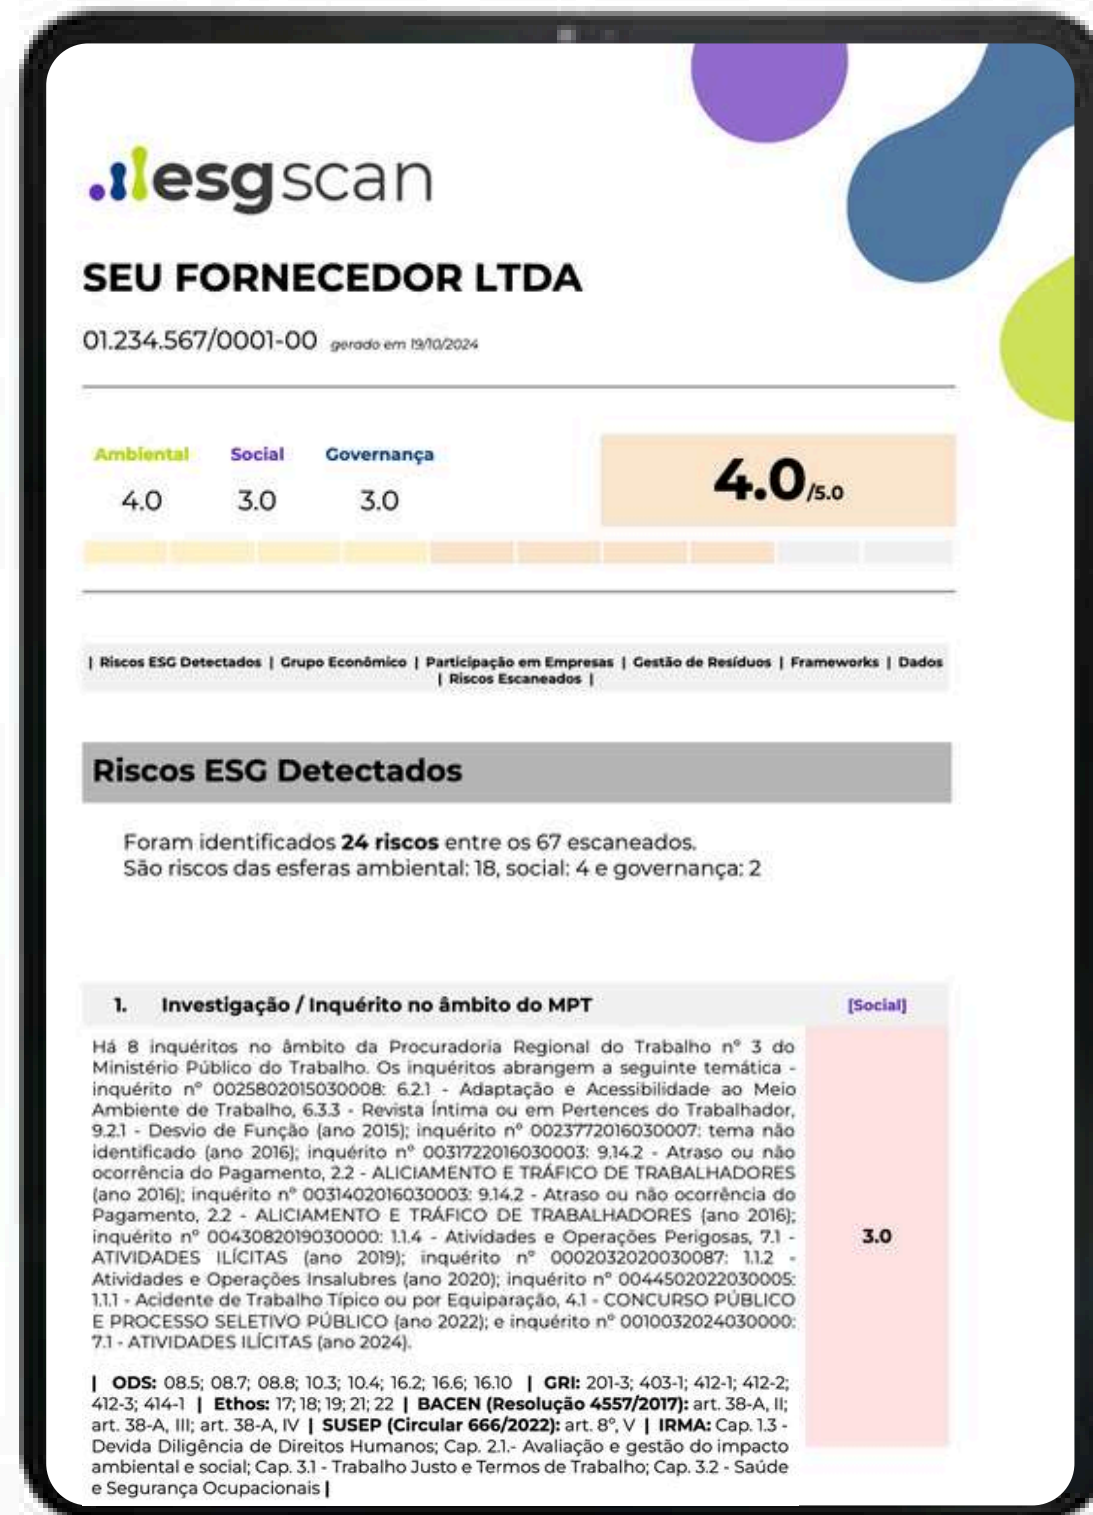 esgscan
SEU FORNECEDOR LTDA
01.234.567/0001-00 gerado em 19/10/2024
Ambiental Social Governança
4.0 3.0 3.0
4.0/5.0
| Riscos ESG Detectados | Grupo Econômico | Participação em Empresas | Gestão de Resíduos | Frameworks | Dados
| Riscos Escaneados |
Riscos ESG Detectados
Foram identificados 24 riscos entre os 67 escaneados.
São riscos das esferas ambiental: 18, social: 4 e governança: 2
1. Investigação / Inquérito no âmbito do MPT [Social]
Há 8 inquéritos no âmbito da Procuradoria Regional do Trabalho nº 3 do
Ministério Público do Trabalho. Os inquéritos abrangem a seguinte temática -
inquérito nº 0025802015030008: 6.2.1 - Adaptação e Acessibilidade ao Meio
Ambiente de Trabalho, 6.3.3 - Revista Íntima ou em Pertences do Trabalhador,
9.2.1 - Desvio de Função (ano 2015); inquérito nº 0023772016030007: tema não
identificado (ano 2016); inquérito nº 0031722016030003: 9.14.2 - Atraso ou não
ocorrência do Pagamento, 2.2 - ALICIAMENTO E TRÁFICO DE TRABALHADORES
(ano 2016); inquérito nº 0031402016030003: 9.14.2 - Atraso ou não ocorrência do
Pagamento, 2.2 - ALICIAMENTO E TRÁFICO DE TRABALHADORES (ano 2016);
inquérito nº 0043082019030000: 1.1.4 - Atividades e Operações Perigosas, 7.1 -
ATIVIDADES ILÍCITAS (ano 2019); inquérito nº 0002032020030087: 1.1.2 -
Atividades e Operações Insalubres (ano 2020); inquérito nº 0044502022030005:
1.1.1 - Acidente de Trabalho Típico ou por Equiparação, 4.1 - CONCURSO PÚBLICO
E PROCESSO SELETIVO PÚBLICO (ano 2022); e inquérito nº 0010032024030000:
7.1 - ATIVIDADES ILÍCITAS (ano 2024).
3.0
| ODS: 08.5; 08.7; 08.8; 10.3; 10.4; 16.2; 16.6; 16.10 | GRI: 201-3; 403-1; 412-1; 412-2;
412-3; 414-1 | Ethos: 17; 18; 19; 21; 22 | BACEN (Resolução 4557/2017): art. 38-A, II;
art. 38-A, III; art. 38-A, IV | SUSEP (Circular 666/2022): art. 8º, V | IRMA: Cap. 1.3 -
Devida Diligência de Direitos Humanos; Cap. 2.1.- Avaliação e gestão do impacto
ambiental e social; Cap. 3.1 - Trabalho Justo e Termos de Trabalho; Cap. 3.2 - Saúde
e Segurança Ocupacionais |